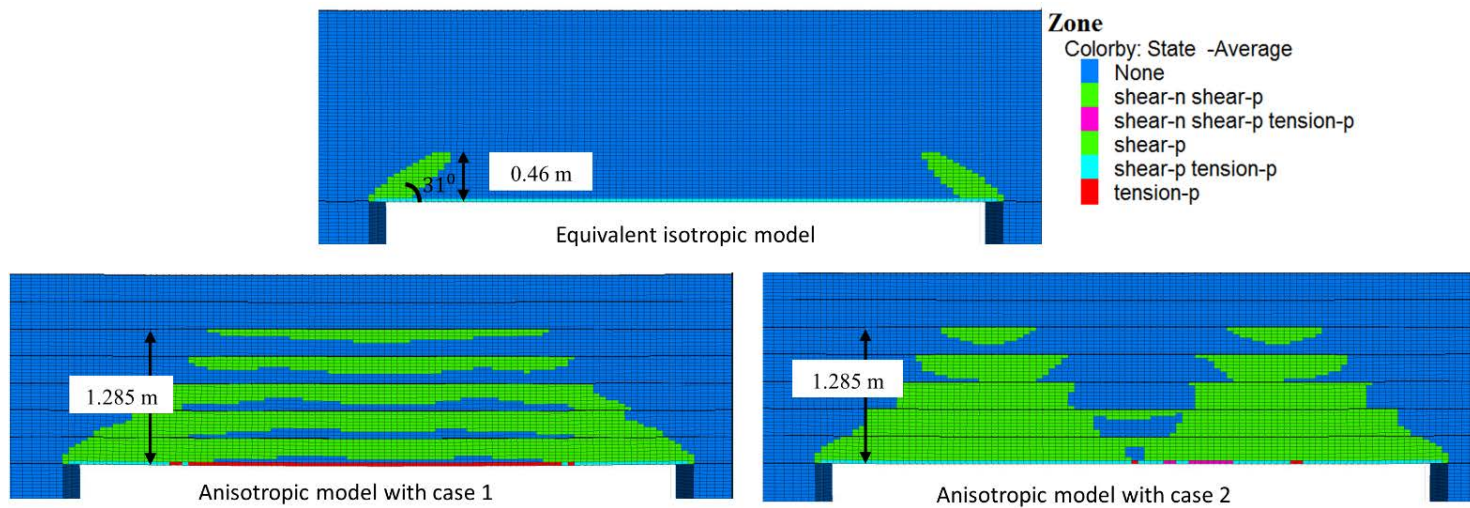 Zone
Colorby: State -Average
None
shear-n shear-p
shear-n shear-p tension-p
shear-p
shear-p tension-p
tension-p
31⁰
0.46 m
Equivalent isotropic model
1.285 m
Anisotropic model with case 1
1.285 m
Anisotropic model with case 2